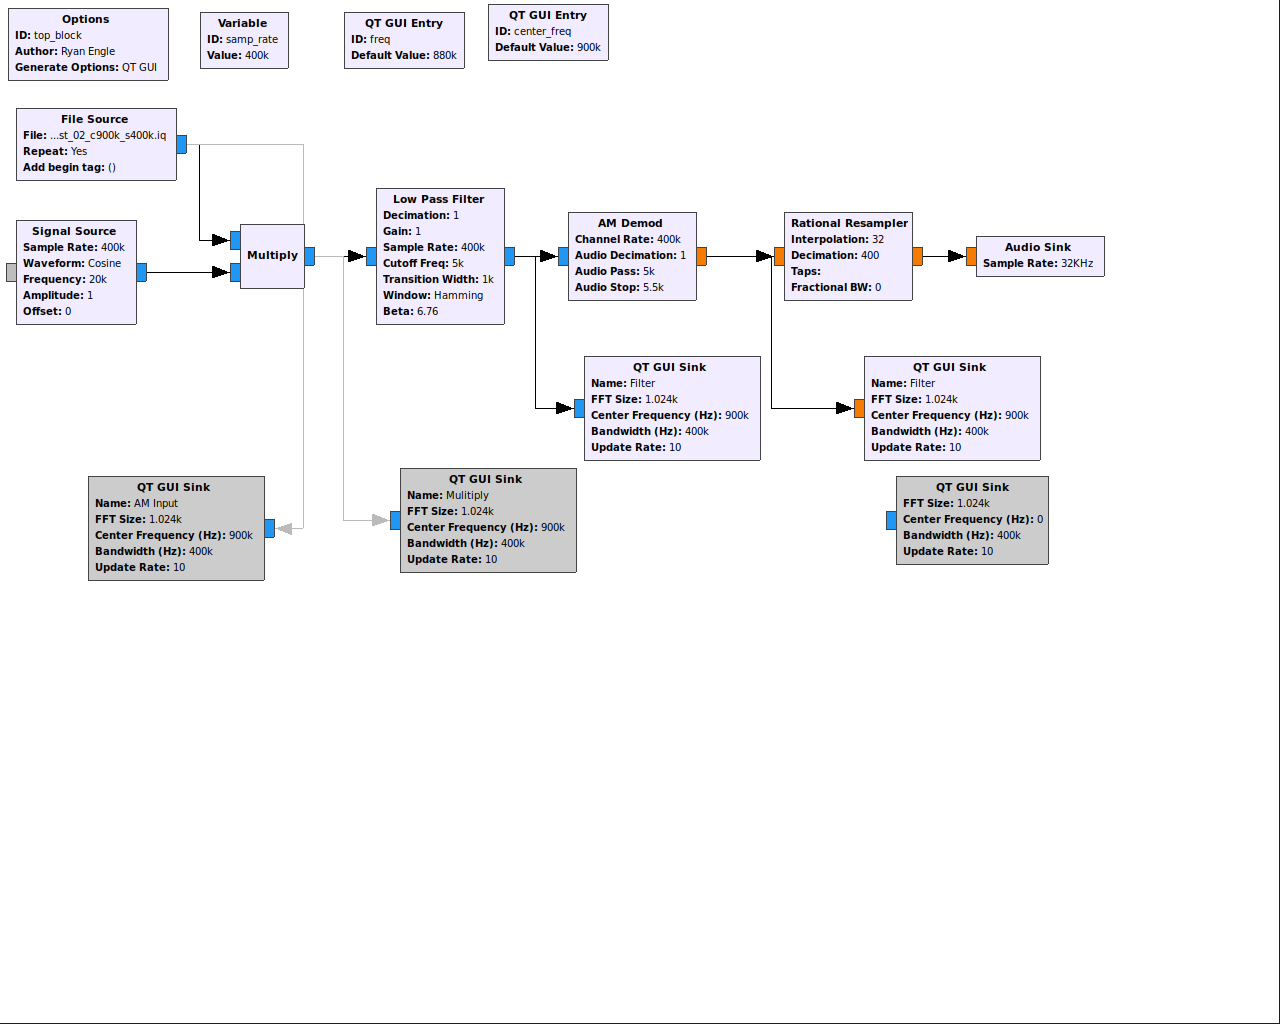 Options
ID: top_block
Author: Ryan Engle
Generate Options: QT GUI
Variable
ID: samp_rate
Value: 400k
QT GUI Entry
ID: freq
Default Value: 880k
QT GUI Entry
ID: center_freq
Default Value: 900k
File Source
File: ...st_02_c900k_s400k.iq
Repeat: Yes
Add begin tag: ()
Signal Source
Sample Rate: 400k
Waveform: Cosine
Frequency: 20k
Amplitude: 1
Offset: 0
Multiply
Low Pass Filter
Decimation: 1
Gain: 1
Sample Rate: 400k
Cutoff Freq: 5k
Transition Width: 1k
Window: Hamming
Beta: 6.76
AM Demod
Channel Rate: 400k
Audio Decimation: 1
Audio Pass: 5k
Audio Stop: 5.5k
Rational Resampler
Interpolation: 32
Decimation: 400
Taps:
Fractional BW: 0
Audio Sink
Sample Rate: 32KHz
QT GUI Sink
Name: Filter
FFT Size: 1.024k
Center Frequency (Hz): 900k
Bandwidth (Hz): 400k
Update Rate: 10
QT GUI Sink
Name: Filter
FFT Size: 1.024k
Center Frequency (Hz): 900k
Bandwidth (Hz): 400k
Update Rate: 10
QT GUI Sink
Name: AM Input
FFT Size: 1.024k
Center Frequency (Hz): 900k
Bandwidth (Hz): 400k
Update Rate: 10
QT GUI Sink
Name: Mulitiply
FFT Size: 1.024k
Center Frequency (Hz): 900k
Bandwidth (Hz): 400k
Update Rate: 10
QT GUI Sink
FFT Size: 1.024k
Center Frequency (Hz): 0
Bandwidth (Hz): 400k
Update Rate: 10